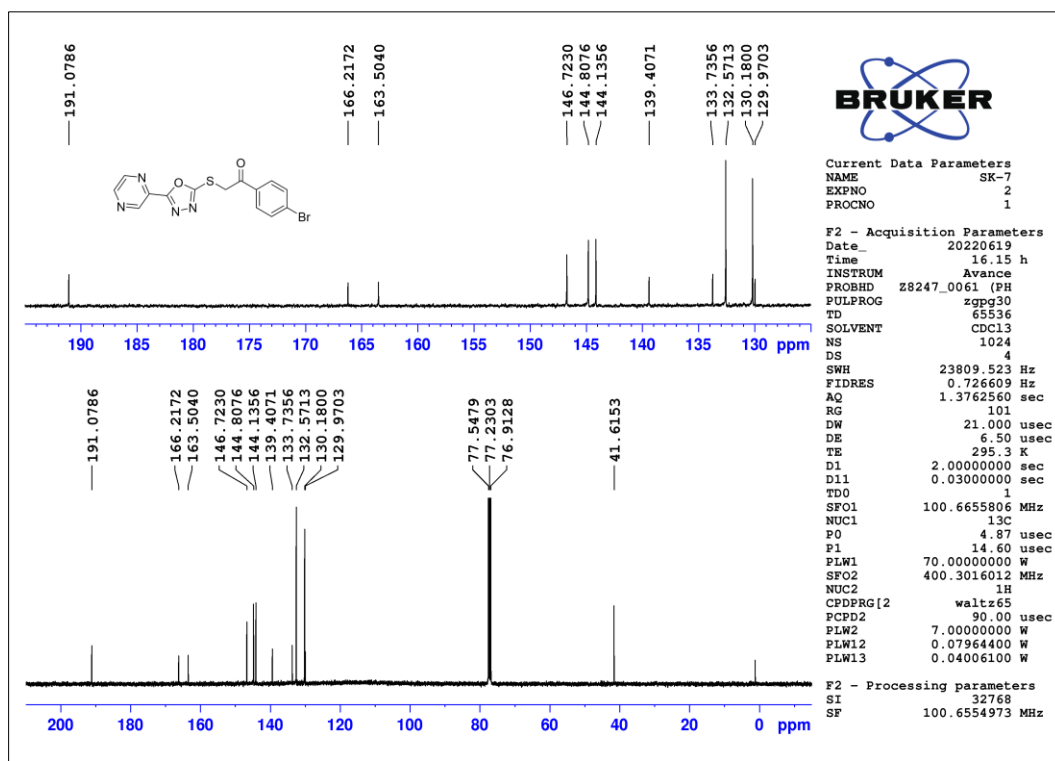 191.0786
166.2172
163.5040
146.7230
144.8076
144.1356
139.4071
133.7356
132.5713
130.1800
129.9703
O
N
O
S
N
N
N
Br
190 185 180 175 170 165 160 155 150 145 140 135 130 ppm
191.0786
166.2172
163.5040
146.7230
144.8076
144.1356
139.4071
133.7356
132.5713
130.1800
129.9703
77.5479
77.2303
76.9128
41.6153
200 180 160 140 120 100 80 60 40 20 0 ppm
BRUKER
Current Data Parameters
NAME SK-7
EXPNO 2
PROCNO 1
F2 - Acquisition Parameters
Date_ 20220619
Time 16.15 h
INSTRUM Avance
PROBHD Z8247_0061 (PH
PULPROG zgpg30
TD 65536
SOLVENT CDCl3
NS 1024
DS 4
SWH 23809.523 Hz
FIDRES 0.726609 Hz
AQ 1.3762560 sec
RG 101
DW 21.000 usec
DE 6.50 usec
TE 295.3 K
D1 2.00000000 sec
D11 0.03000000 sec
TD0 1
SFO1 100.6655806 MHz
NUC1 13C
P0 4.87 usec
P1 14.60 usec
PLW1 70.00000000 W
SFO2 400.3016012 MHz
NUC2 1H
CPDPRG[2 waltz65
PCPD2 90.00 usec
PLW2 7.00000000 W
PLW12 0.07964400 W
PLW13 0.04006100 W
F2 - Processing parameters
SI 32768
SF 100.6554973 MHz